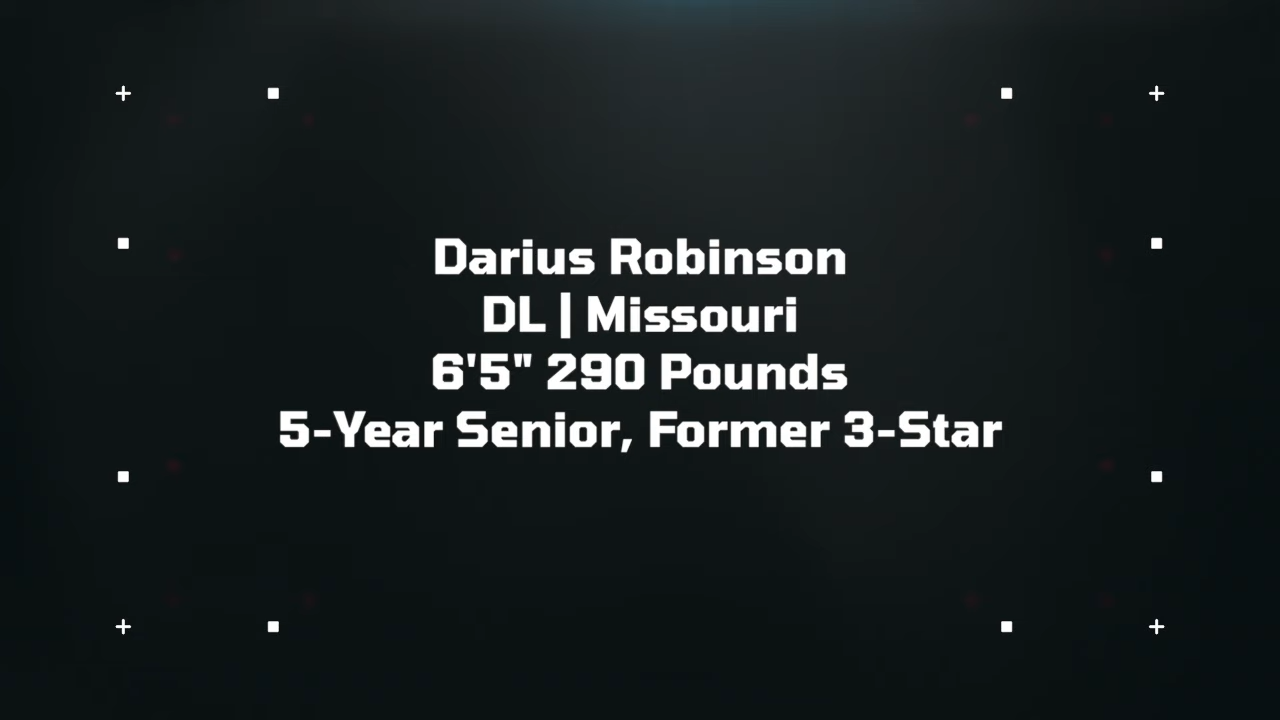 Darius Robinson
DL | Missouri
6'5" 290 Pounds
5-Year Senior, Former 3-Star